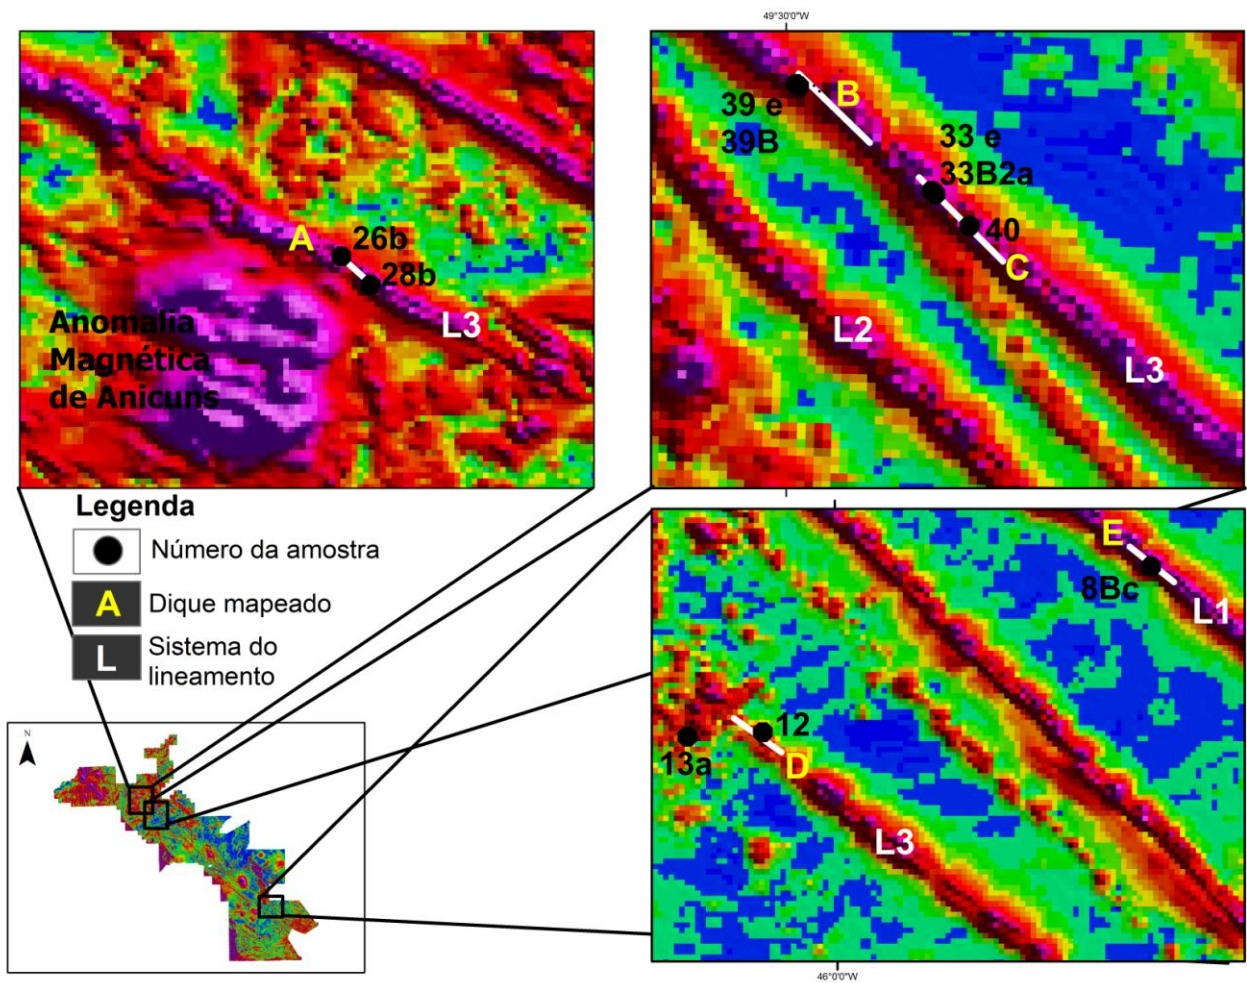 49°30'0"W
A
26b
28b
L3
Anomalia
Magnética
de Anicuns
B
39 e
39B
33 e
33B2a
40
C
L2
L3
Legenda
Número da amostra
A
Dique mapeado
L
Sistema do
lineamento
N
E
8Bc
L1
12
13a
D
L3
46°0'0"W